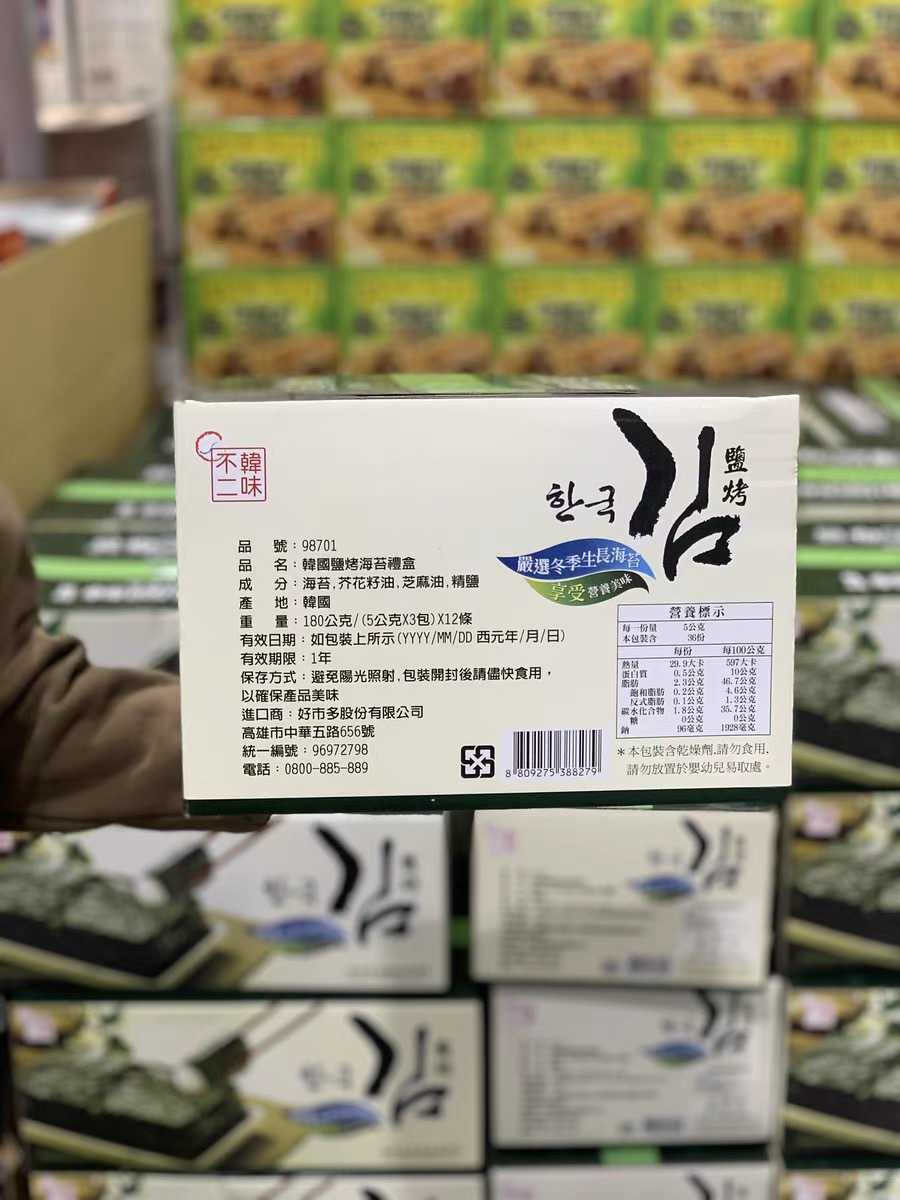 韓味
不二
한국
김
鹽烤
嚴選冬季生長海苔
享受營養美味
品　號：98701
品　名：韓國鹽烤海苔禮盒
成　分：海苔,芥花籽油,芝麻油,精鹽
產　地：韓國
重　量：180公克/(5公克X3包)X12條
有效日期：如包裝上所示(YYYY/MM/DD 西元年/月/日)
有效期限：1年
保存方式：避免陽光照射,包裝開封後請儘快食用，
以確保產品美味
進口商：好市多股份有限公司
高雄市中華五路656號
統一編號：96972798
電話：0800-885-889
營養標示
每一份量 5公克
本包裝含 36份
每份 每100公克
熱量 29.9大卡 597大卡
蛋白質 0.5公克 10公克
脂肪 2.3公克 46.7公克
飽和脂肪 0.2公克 4.6公克
反式脂肪 0.1公克 1.3公克
碳水化合物 1.8公克 35.7公克
糖 0公克 0公克
鈉 96毫克 1928毫克
8 809275 388279
＊本包裝含乾燥劑,請勿食用、
請勿放置於嬰幼兒易取處。